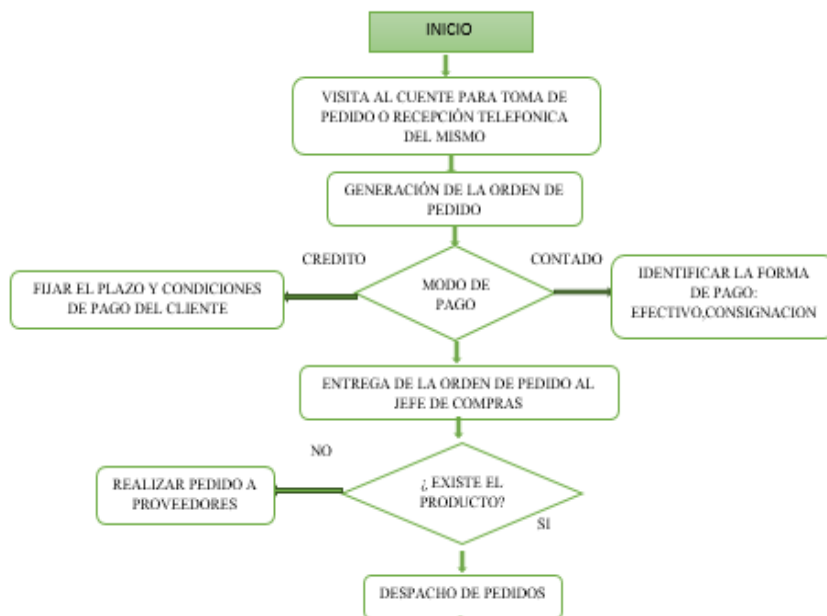 INICIO
VISITA AL CUENTE PARA TOMA DE
PEDIDO O RECEPCIÓN TELEFONICA
DEL MISMO
GENERACIÓN DE LA ORDEN DE
PEDIDO
CREDITO
CONTADO
MODO DE
PAGO
FIJAR EL PLAZO Y CONDICIONES
DE PAGO DEL CLIENTE
IDENTIFICAR LA FORMA
DE PAGO:
EFECTIVO,CONSIGNACION
ENTREGA DE LA ORDEN DE PEDIDO AL
JEFE DE COMPRAS
NO
¿ EXISTE EL
PRODUCTO?
REALIZAR PEDIDO A
PROVEEDORES
SI
DESPACHO DE PEDIDOS